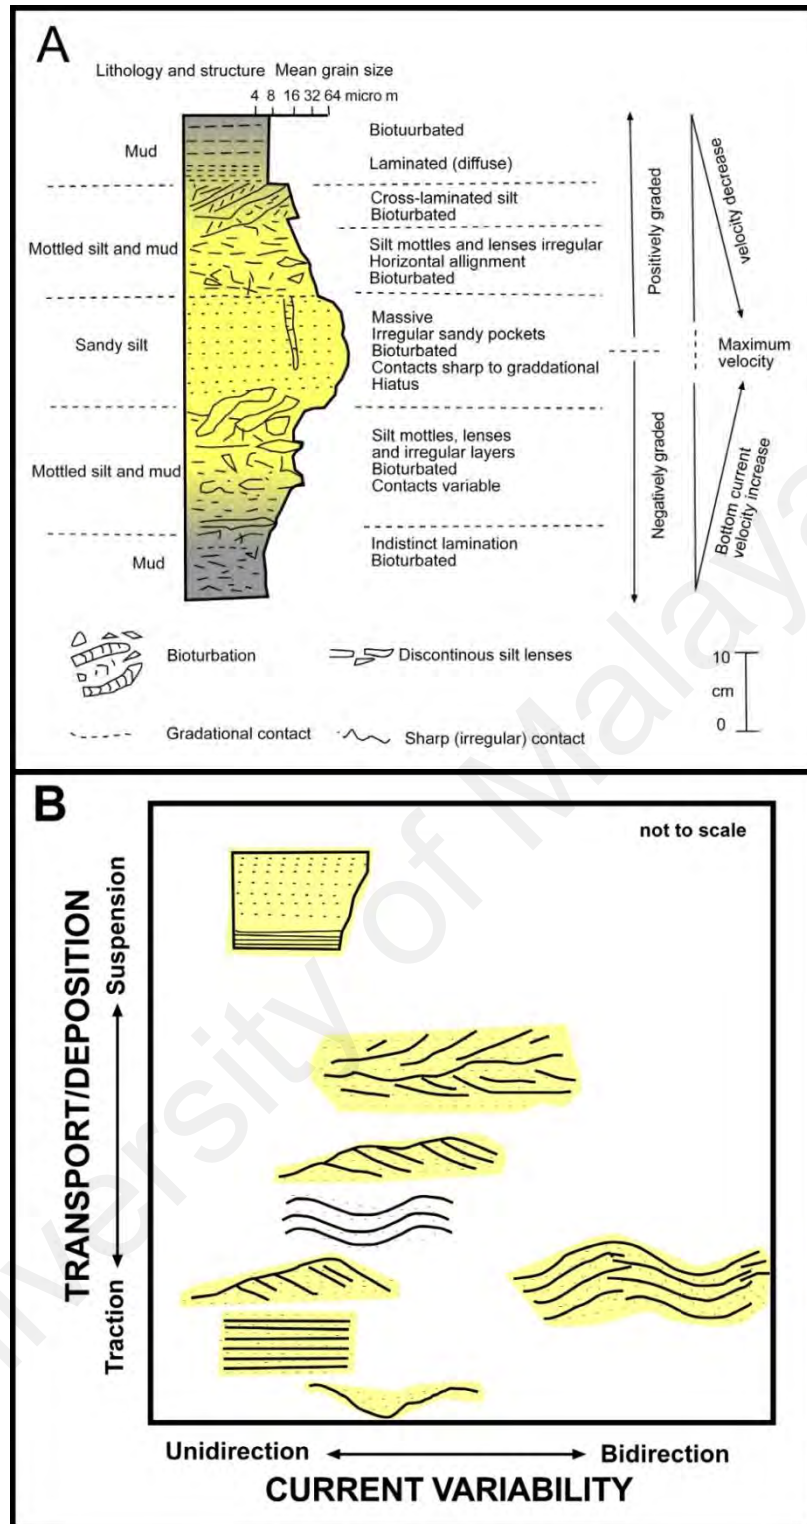 A
Lithology and structure Mean grain size
4 8 16 32 64 micro m
Mud
Biotuurbated
Laminated (diffuse)
Cross-laminated silt
Bioturbated
Mottled silt and mud
Silt mottles and lenses irregular
Horizontal allignment
Bioturbated
Sandy silt
Massive
Irregular sandy pockets
Bioturbated
Contacts sharp to graddational
Hiatus
Mottled silt and mud
Silt mottles, lenses
and irregular layers
Bioturbated
Contacts variable
Mud
Indistinct lamination
Bioturbated
Positively graded
Negatively graded
velocity decrease
Maximum
velocity
Bottom current
velocity increase
Bioturbation
Discontinous silt lenses
Gradational contact
Sharp (irregular) contact
10
cm
0
B
not to scale
TRANSPORT/DEPOSITION
Suspension
Traction
Unidirection
Bidirection
CURRENT VARIABILITY
University of Malaya